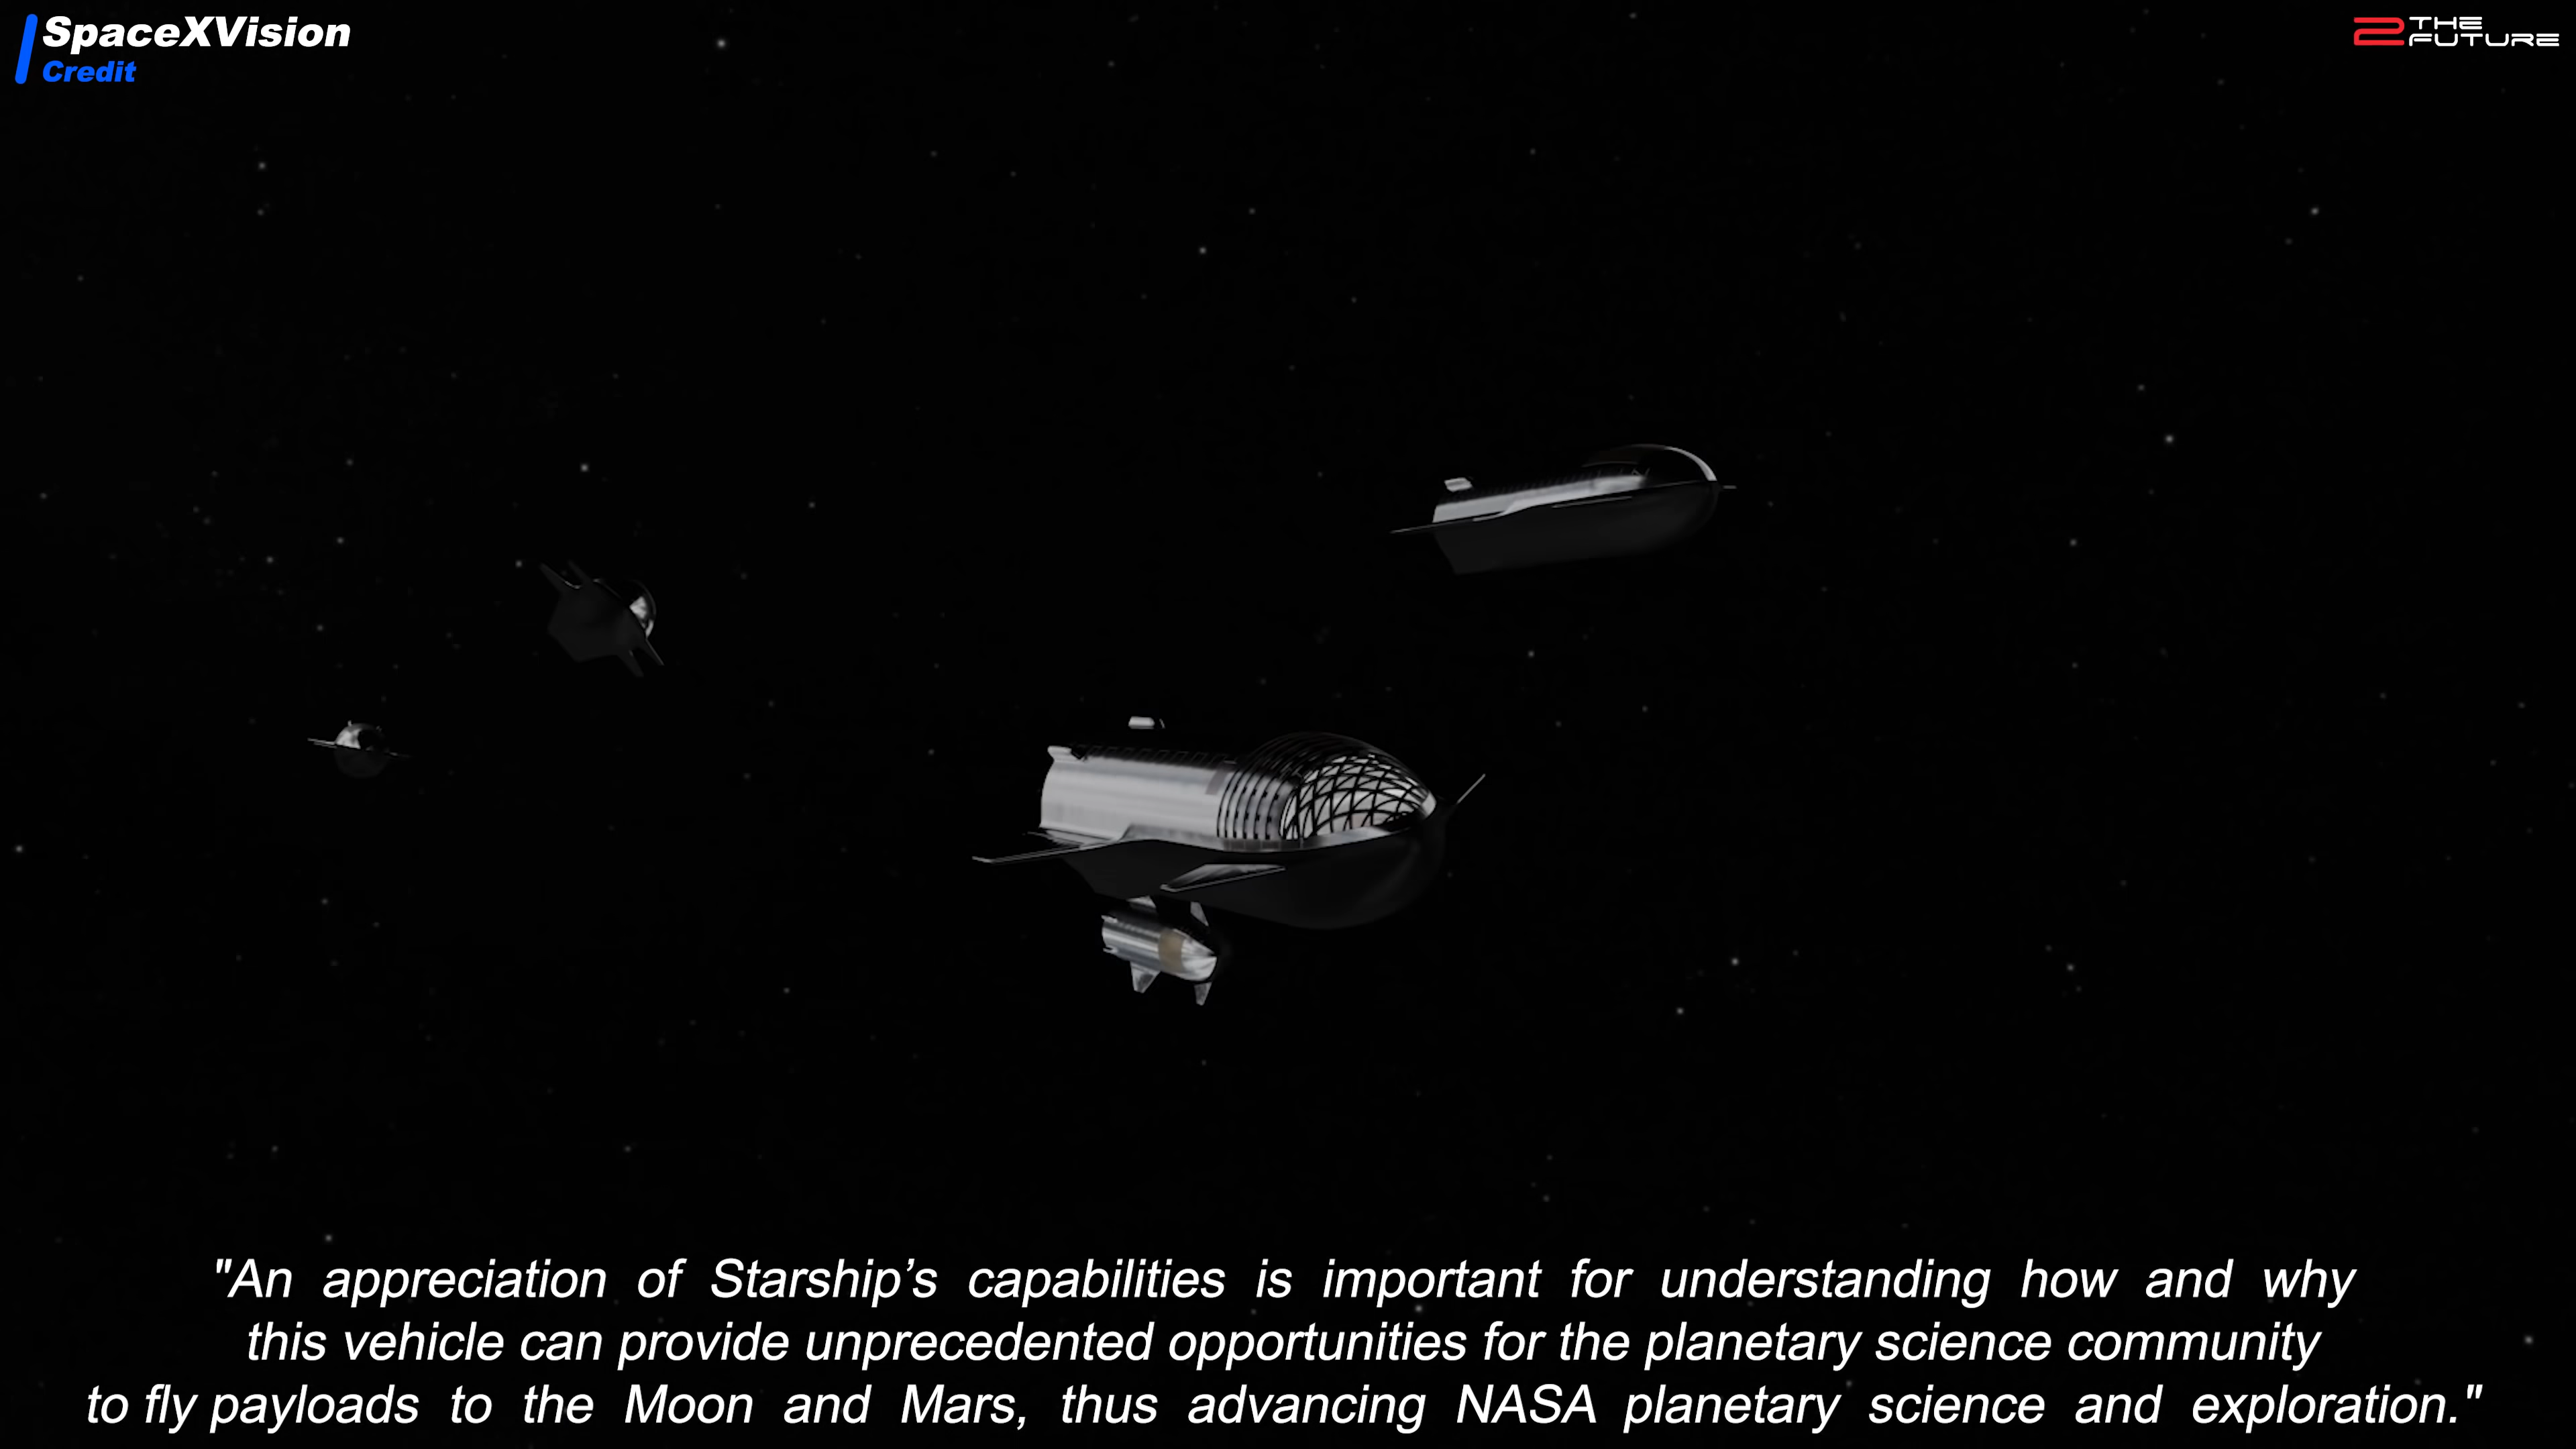 SpaceXVision
Credit
2 THE
FUTURE
"An appreciation of Starship’s capabilities is important for understanding how and why
this vehicle can provide unprecedented opportunities for the planetary science community
to fly payloads to the Moon and Mars, thus advancing NASA planetary science and exploration."